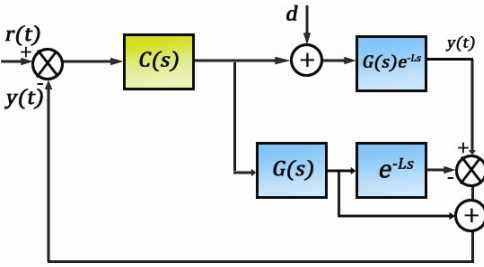 d
r(t)
+
C(s)
+
G(s)e^{-Ls}
y(t)
y(t)
-
+
-
G(s)
e^{-Ls}
+